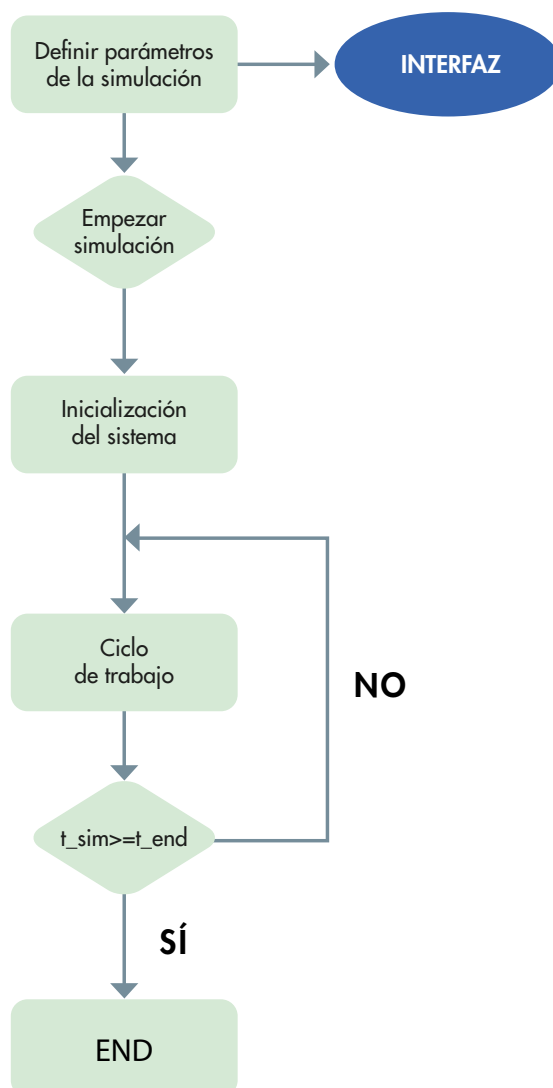 Definir parámetros
de la simulación
INTERFAZ
Empezar
simulación
Inicialización
del sistema
Ciclo
de trabajo
NO
t_sim>=t_end
SÍ
END